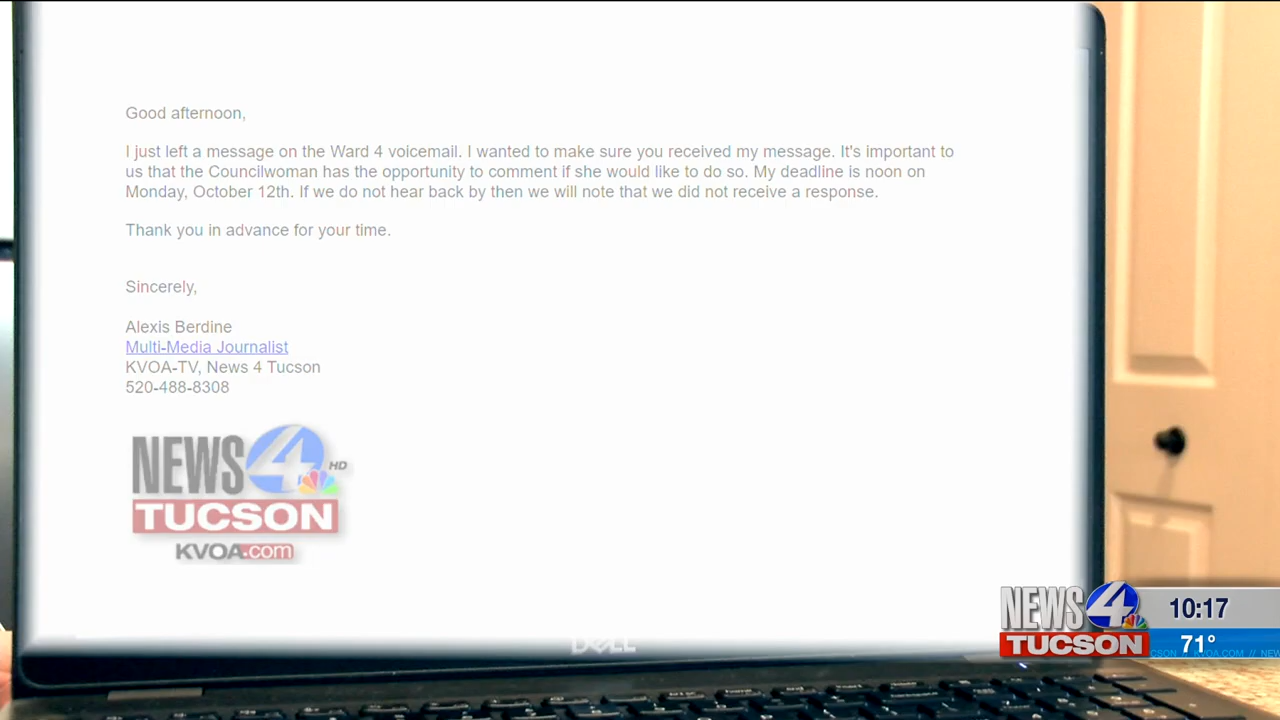 Good afternoon,
I just left a message on the Ward 4 voicemail. I wanted to make sure you received my message. It's important to
us that the Councilwoman has the opportunity to comment if she would like to do so. My deadline is noon on
Monday, October 12th. If we do not hear back by then we will note that we did not receive a response.
Thank you in advance for your time.
Sincerely,
Alexis Berdine
Multi-Media Journalist
KVOA-TV, News 4 Tucson
520-488-8308
NEWS 4 HD
TUCSON
KVOA.com
DELL
NEWS 4
TUCSON
10:17
71°
CSON 4 KVOA.COM // NEW